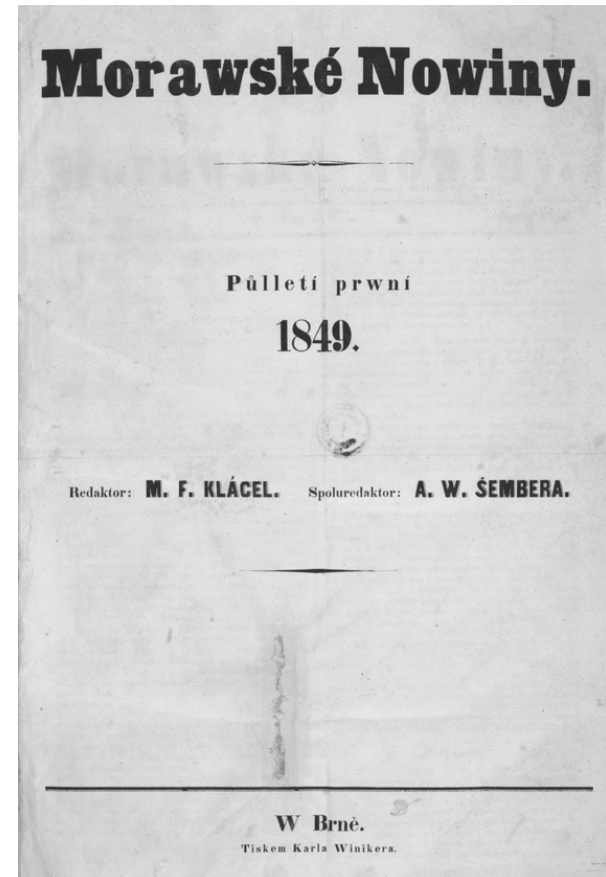 Morawské Nowiny.
Půlletí prwní
1849.
Redaktor: M. F. KLÁCEL. Spoluredaktor: A. W. ŠEMBERA.
W Brně.
Tiskem Karla Winikera.